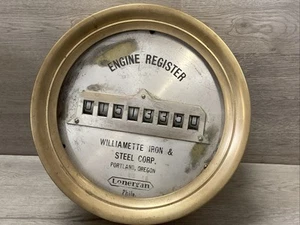 ENGINE REGISTER
WILLIAMETTE IRON &
STEEL CORP.
PORTLAND, OREGON
Lonergan
Phila